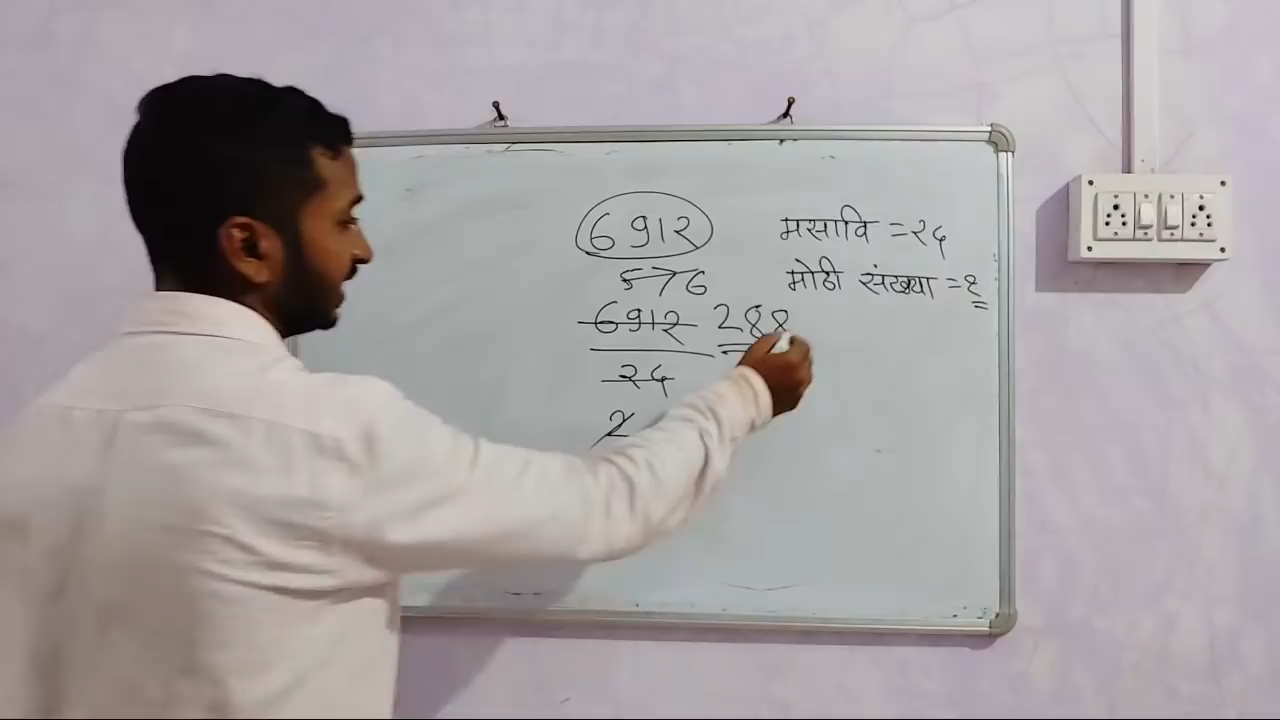 6912 मसावि = 24
576 मोठी संख्या = ?
6912 288
24
2